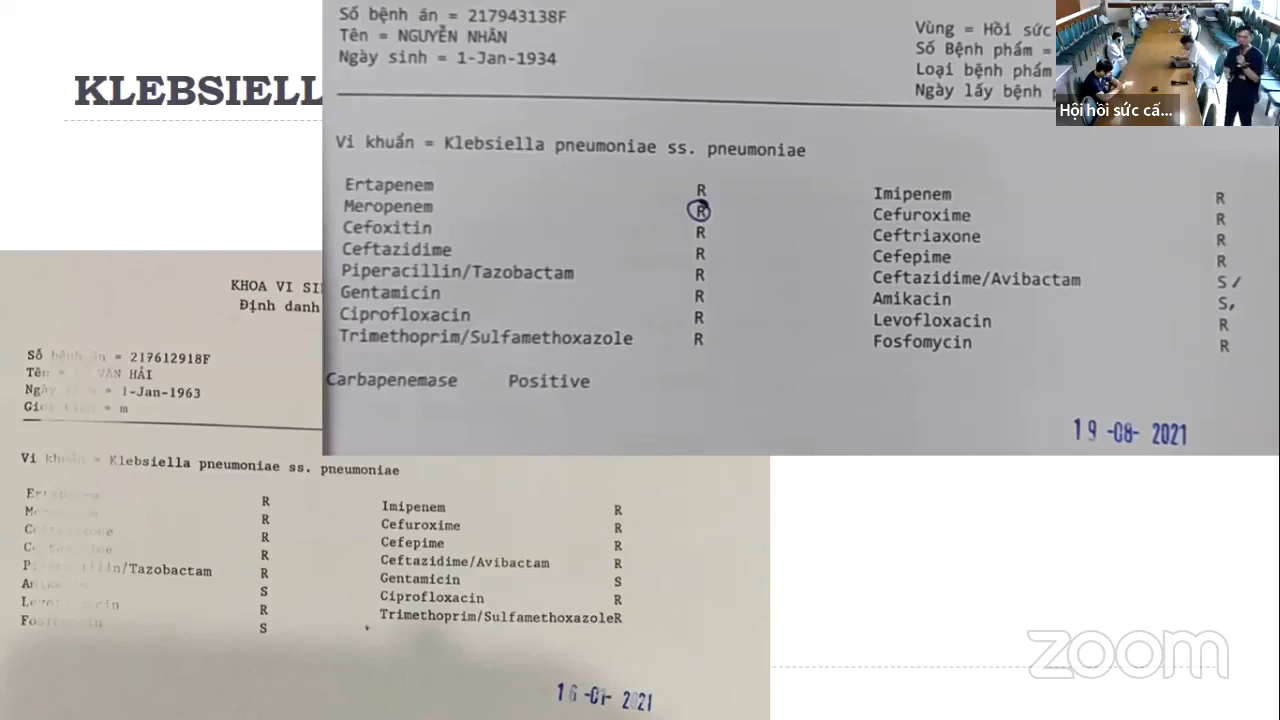 KLEBSIELL
Số bệnh án = 217943138F
Tên = NGUYỄN NHÂN
Ngày sinh = 1-Jan-1934
Vùng = Hồi sức
Số Bệnh phẩm =
Loại bệnh phẩm
Ngày lấy bệnh
Hội hồi sức cấ...
Vi khuẩn = Klebsiella pneumoniae ss. pneumoniae
Ertapenem R Imipenem R
Meropenem R Cefuroxime R
Cefoxitin R Ceftriaxone R
Ceftazidime R Cefepime R
Piperacillin/Tazobactam R Ceftazidime/Avibactam S
Gentamicin R Amikacin S
Ciprofloxacin R Levofloxacin R
Trimethoprim/Sulfamethoxazole R Fosfomycin R
Carbapenemase Positive
19 -08- 2021
KHOA VI SI
Định danh
Số bệnh án = 217612918F
Tên = VĂN HẢI
= 1-Jan-1963
= m
Vi khuẩn = Klebsiella pneumoniae ss. pneumoniae
R Imipenem R
R Cefuroxime R
R Cefepime R
R Ceftazidime/Avibactam R
/Tazobactam R Gentamicin S
S Ciprofloxacin R
R Trimethoprim/Sulfamethoxazole R
S
16 -01- 2021
zoom